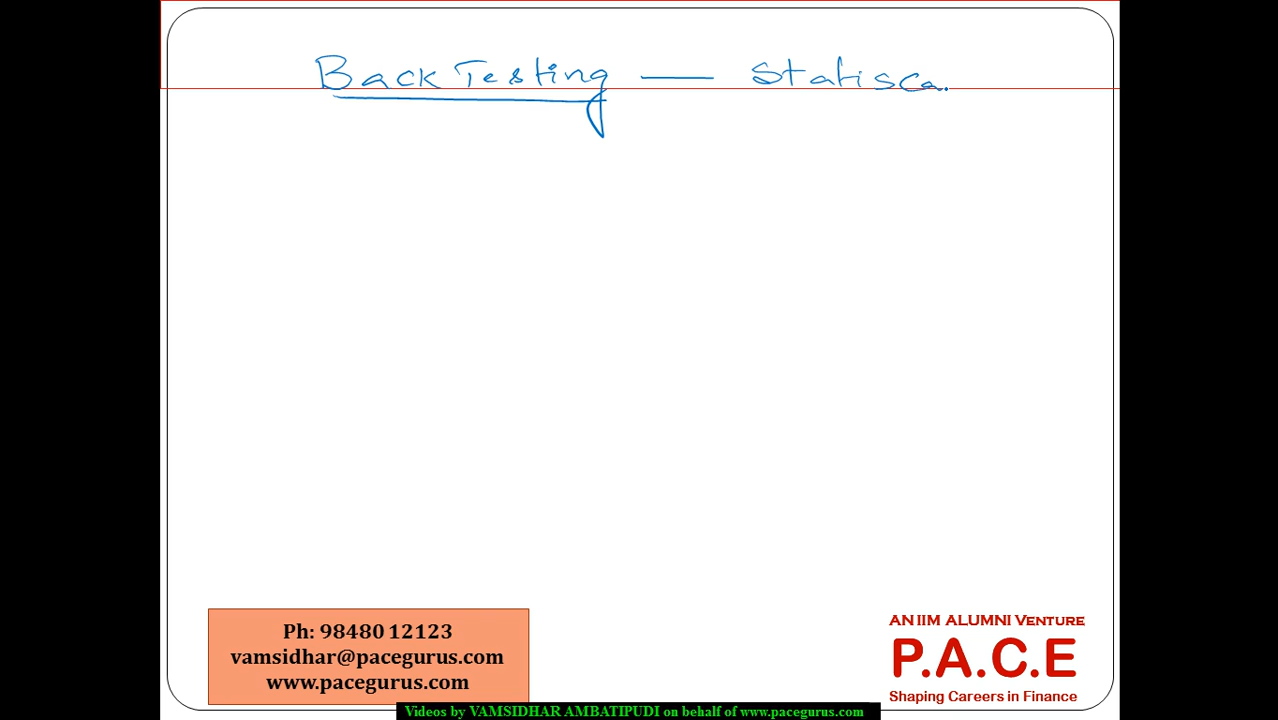 Back Testing — Statisca
Ph: 98480 12123
vamsidhar@pacegurus.com
www.pacegurus.com
AN IIM ALUMNI VENTURE
P.A.C.E
Shaping Careers in Finance
Videos by VAMSIDHAR AMBATIPUDI on behalf of www.pacegurus.com